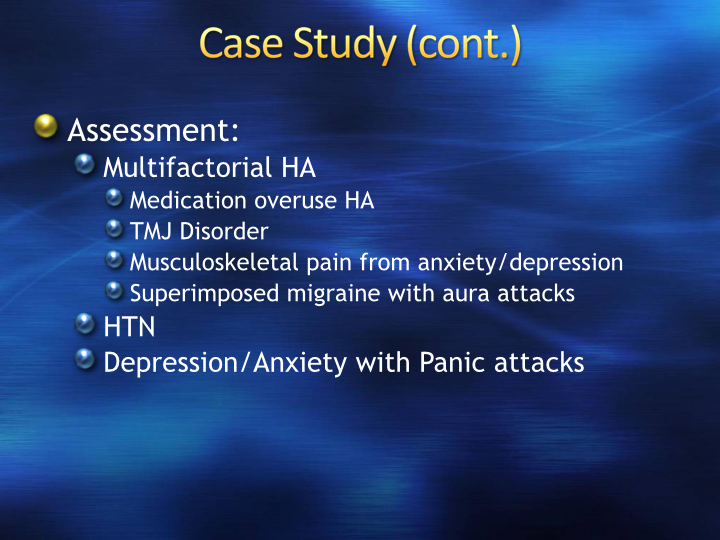 Case Study (cont.)
Assessment:
Multifactorial HA
Medication overuse HA
TMJ Disorder
Musculoskeletal pain from anxiety/depression
Superimposed migraine with aura attacks
HTN
Depression/Anxiety with Panic attacks